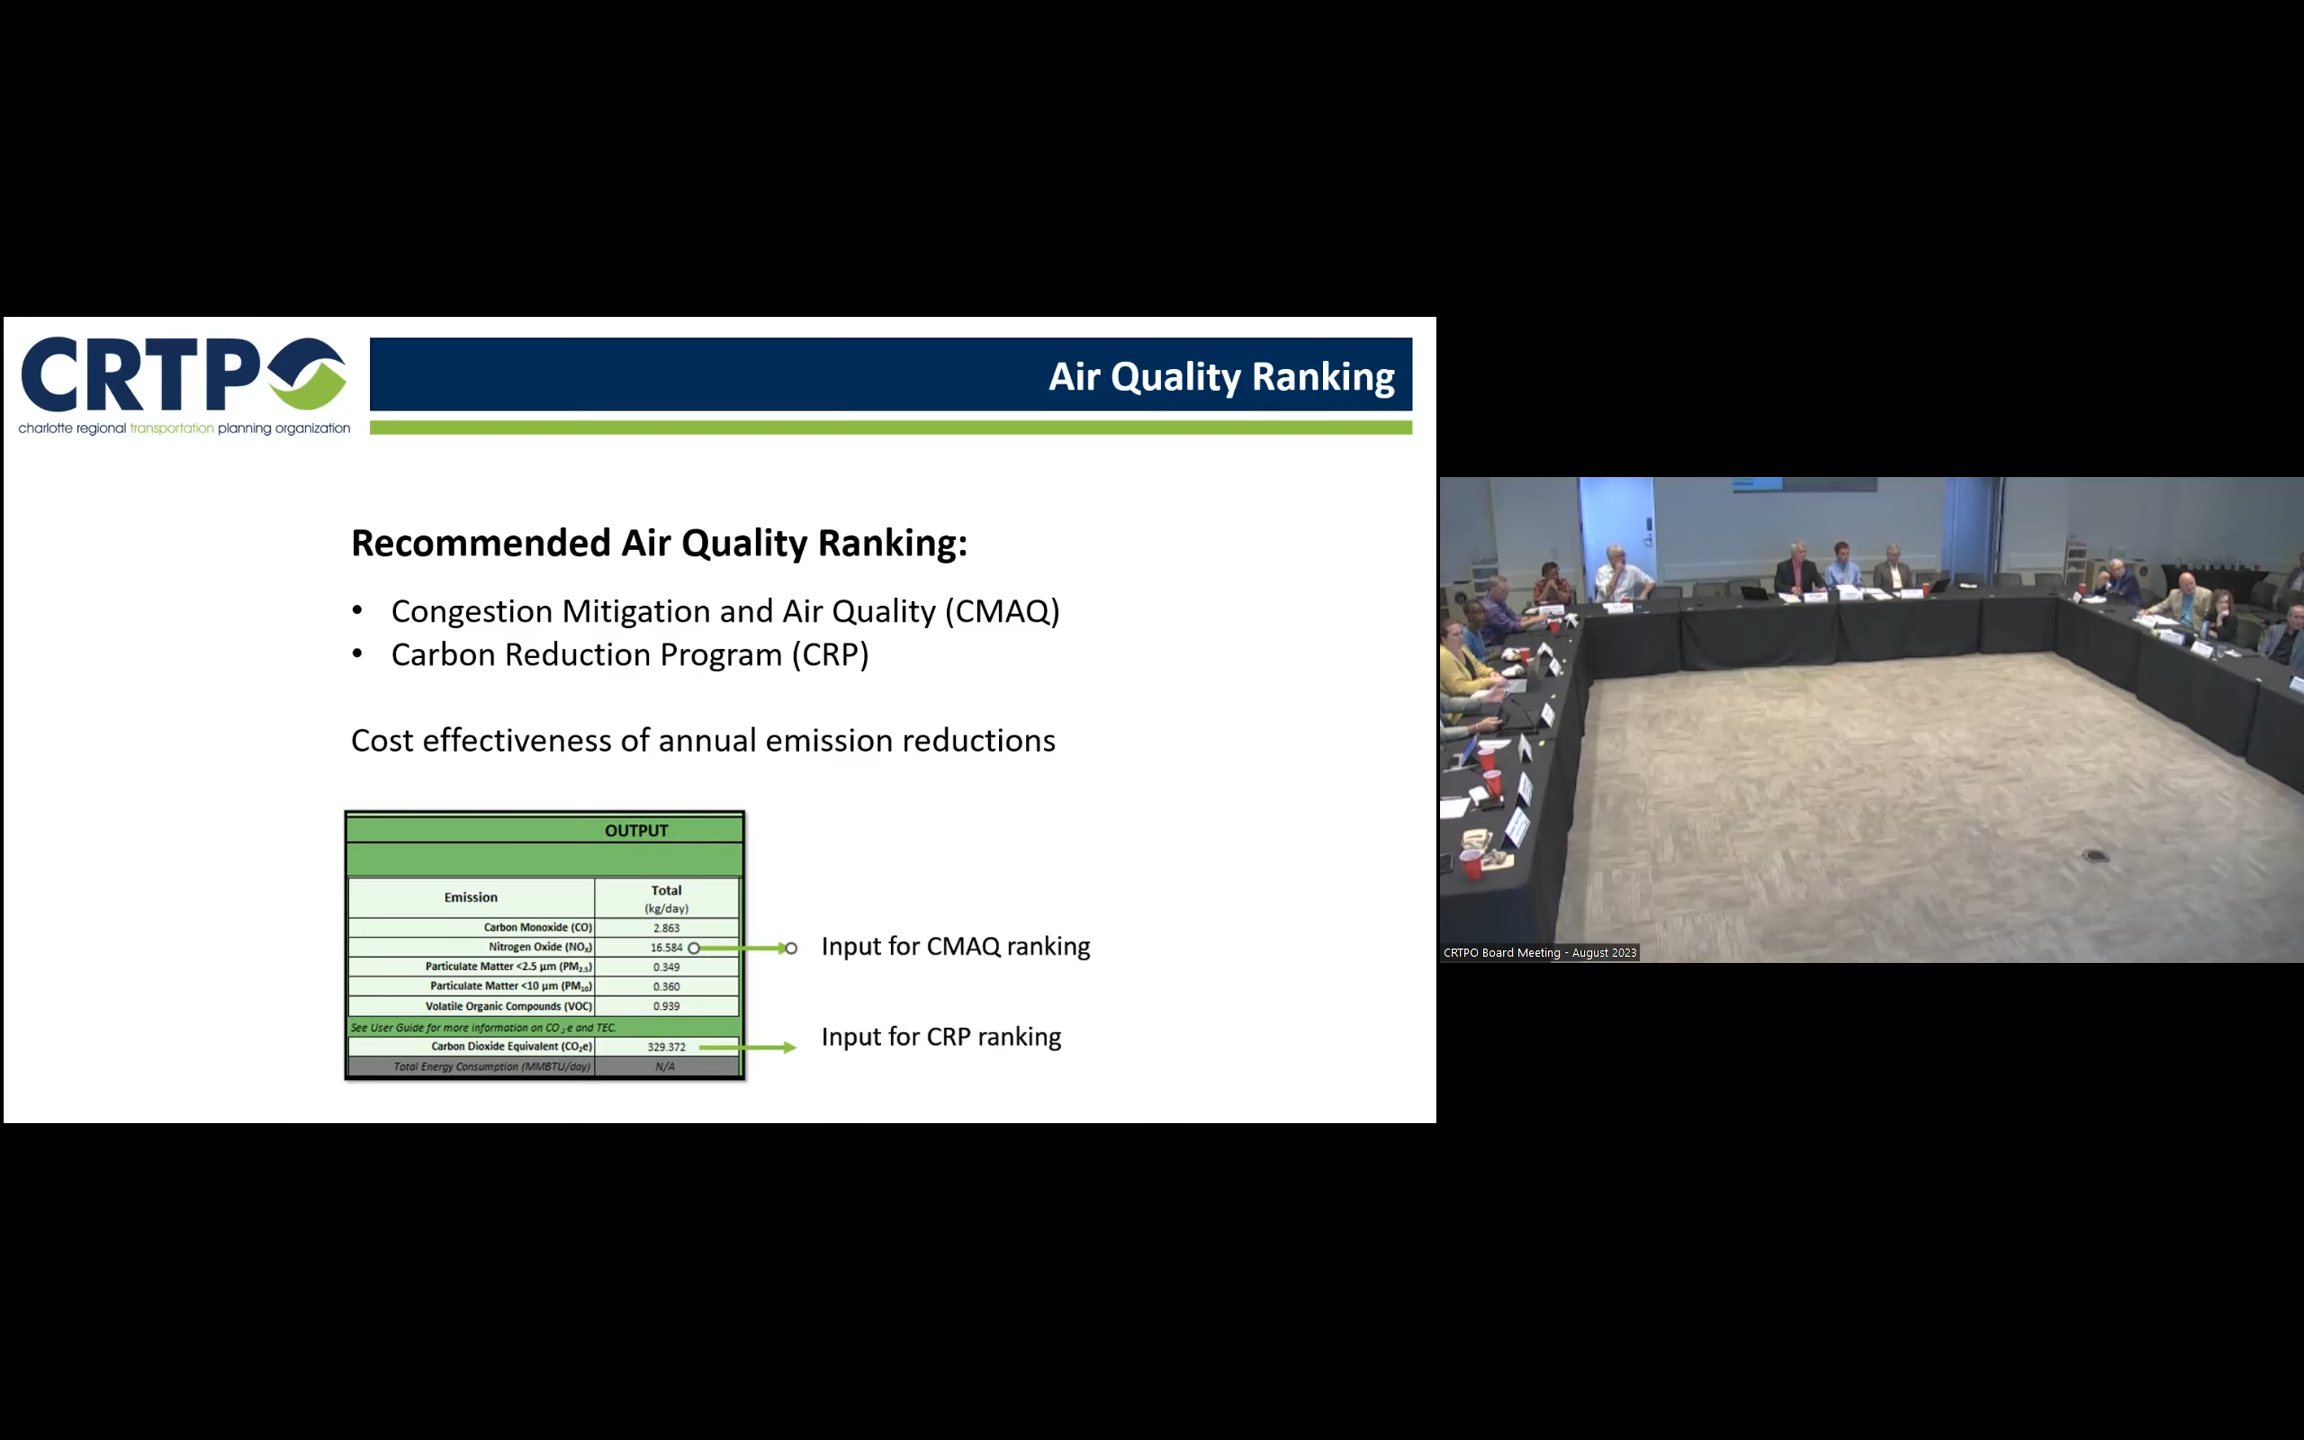 CRTPO
charlotte regional transportation planning organization
Air Quality Ranking
Recommended Air Quality Ranking:
• Congestion Mitigation and Air Quality (CMAQ)
• Carbon Reduction Program (CRP)
Cost effectiveness of annual emission reductions
OUTPUT
Emission Total (kg/day)
Carbon Monoxide (CO) 2.863
Nitrogen Oxide (NOx) 16.584
Input for CMAQ ranking
Particulate Matter <2.5 μm (PM2.5) 0.349
Particulate Matter <10 μm (PM10) 0.360
Volatile Organic Compounds (VOC) 0.939
See User Guide for more information on CO2e and TEC.
Carbon Dioxide Equivalent (CO2e) 329.372
Input for CRP ranking
Total Energy Consumption (MMBTU/day) N/A
CRTPO Board Meeting - August 2023